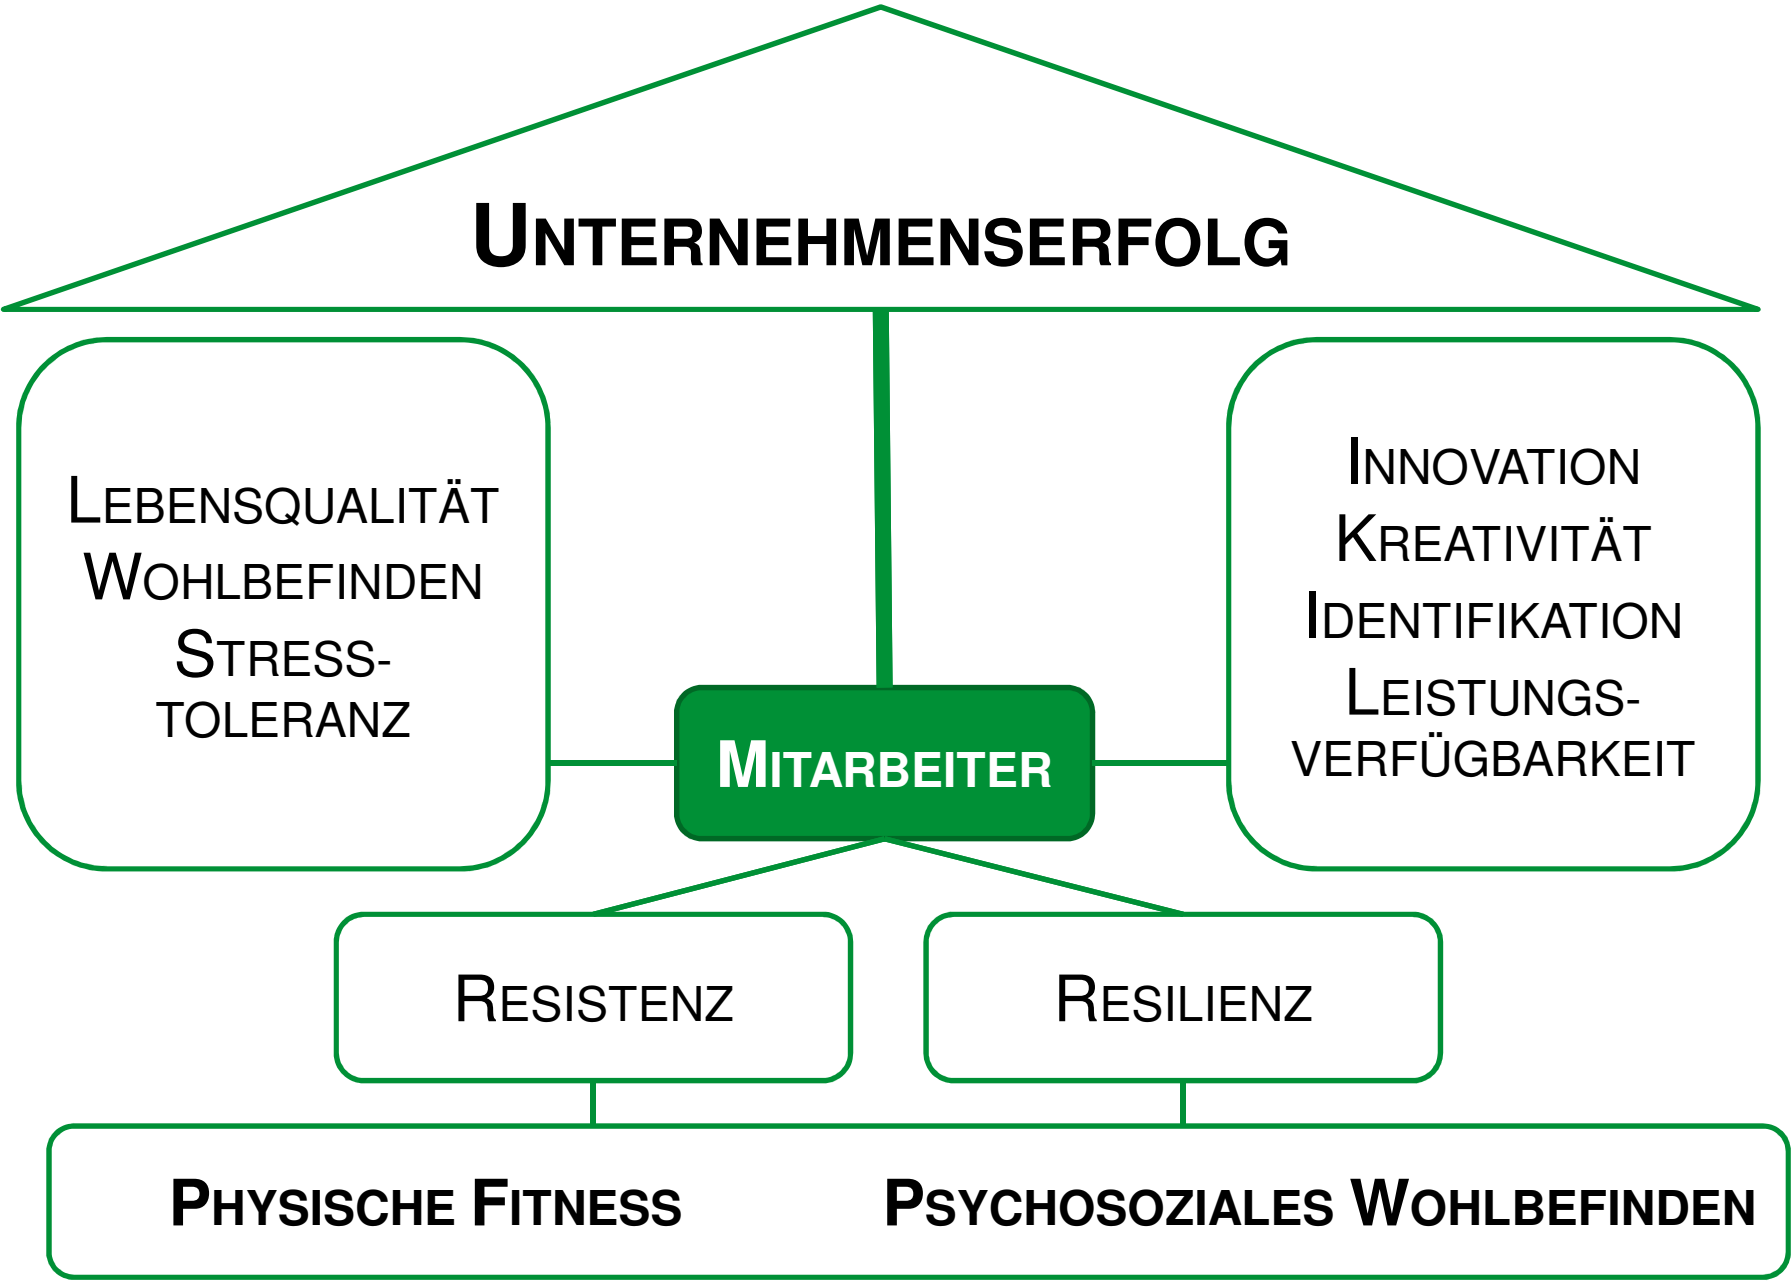 UNTERNEHMENSERFOLG
LEBENSQUALITÄT
WOHLBEFINDEN
STRESS-
TOLERANZ
INNOVATION
KREATIVITÄT
IDENTIFIKATION
LEISTUNGS-
VERFÜGBARKEIT
MITARBEITER
RESISTENZ
RESILIENZ
PHYSISCHE FITNESS
PSYCHOSOZIALES WOHLBEFINDEN